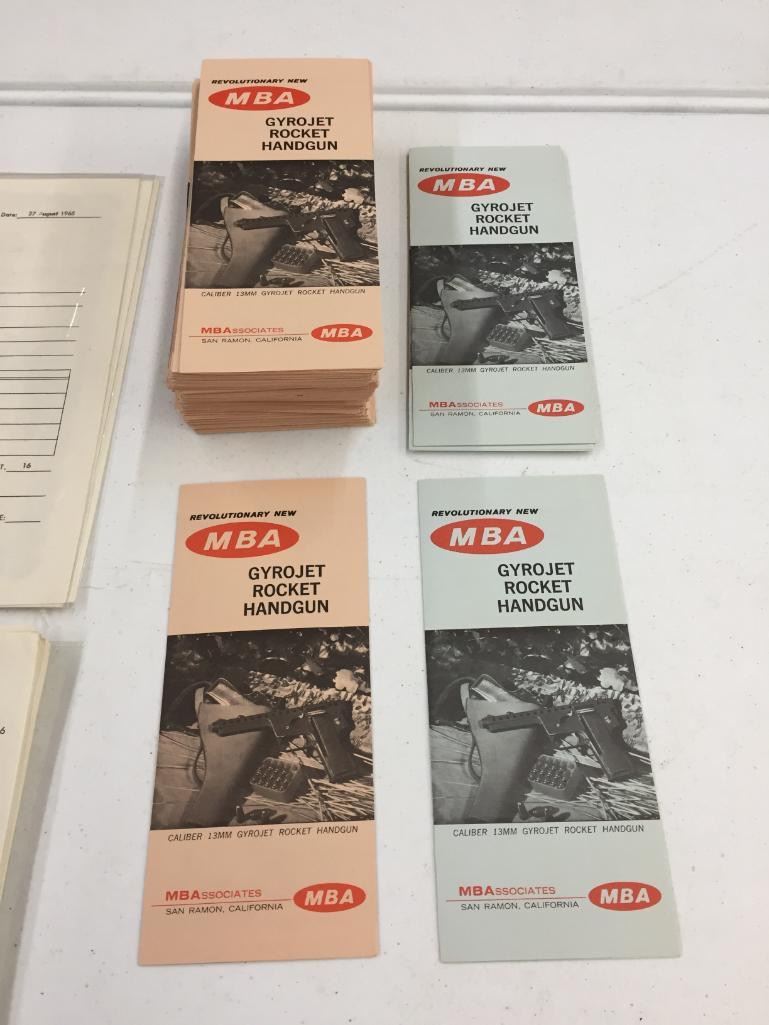 Date: 27 August 1965
T. 16
E:
6
REVOLUTIONARY NEW
MBA
GYROJET
ROCKET
HANDGUN
CALIBER 13MM GYROJET ROCKET HANDGUN
MBASSOCIATES
SAN RAMON, CALIFORNIA
MBA
REVOLUTIONARY NEW
MBA
GYROJET
ROCKET
HANDGUN
CALIBER 13MM GYROJET ROCKET HANDGUN
MBASSOCIATES
SAN RAMON, CALIFORNIA
MBA
REVOLUTIONARY NEW
MBA
GYROJET
ROCKET
HANDGUN
CALIBER 13MM GYROJET ROCKET HANDGUN
MBASSOCIATES
SAN RAMON, CALIFORNIA
MBA
REVOLUTIONARY NEW
MBA
GYROJET
ROCKET
HANDGUN
CALIBER 13MM GYROJET ROCKET HANDGUN
MBASSOCIATES
SAN RAMON, CALIFORNIA
MBA